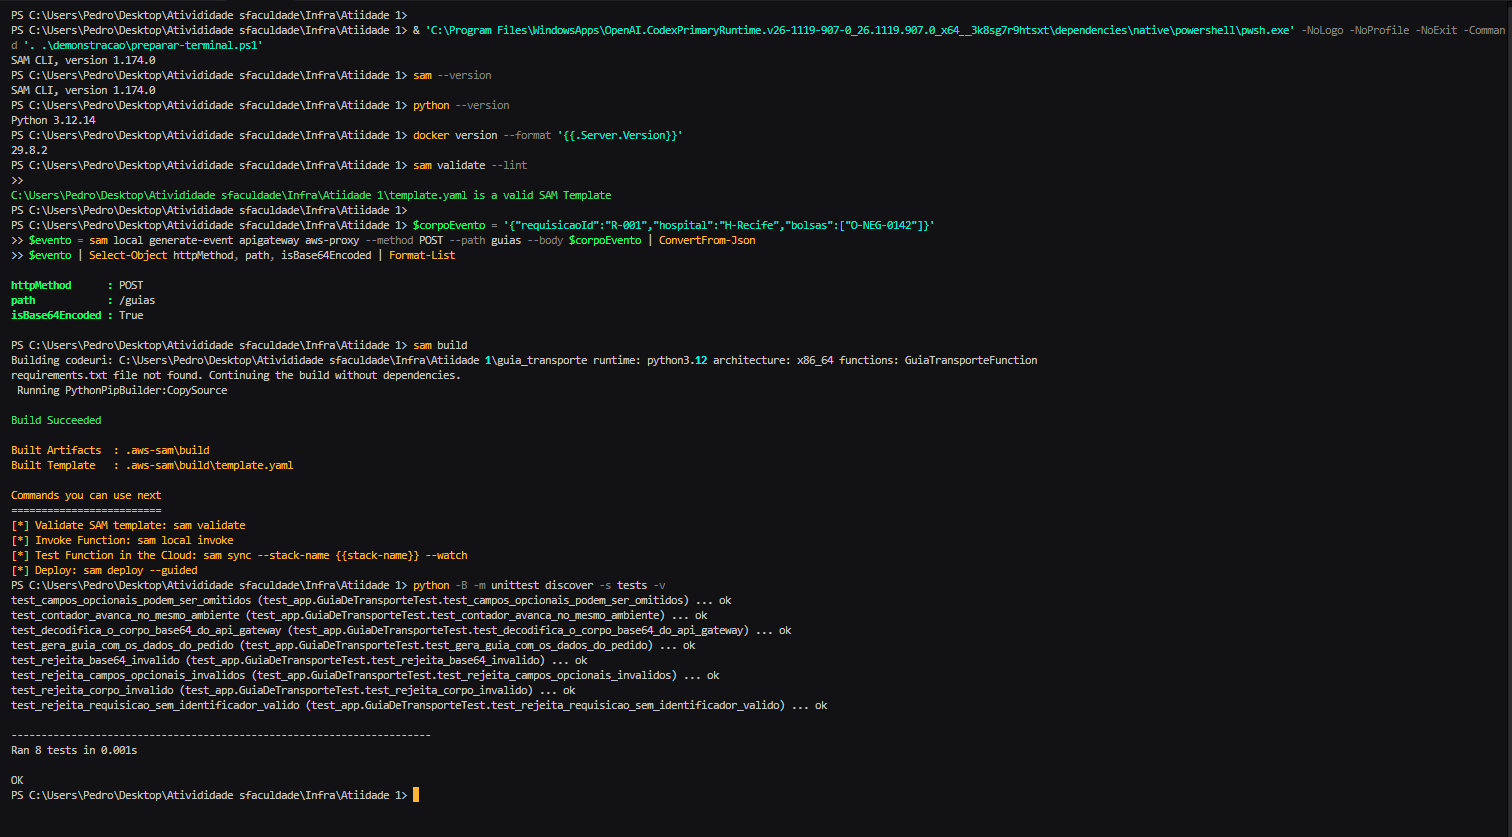 PS C:\Users\Pedro\Desktop\Ativididade sfaculdade\Infra\Atiidade 1>
PS C:\Users\Pedro\Desktop\Ativididade sfaculdade\Infra\Atiidade 1> & 'C:\Program Files\WindowsApps\OpenAI.CodexPrimaryRuntime.v26-1119-907-0_26.1119.907.0_x64__3k8sg7r9htsxt\dependencies\native\powershell\pwsh.exe' -NoLogo -NoProfile -NoExit -Comman
d '. .\demonstracao\preparar-terminal.ps1'
SAM CLI, version 1.174.0
PS C:\Users\Pedro\Desktop\Ativididade sfaculdade\Infra\Atiidade 1> sam --version
SAM CLI, version 1.174.0
PS C:\Users\Pedro\Desktop\Ativididade sfaculdade\Infra\Atiidade 1> python --version
Python 3.12.14
PS C:\Users\Pedro\Desktop\Ativididade sfaculdade\Infra\Atiidade 1> docker version --format '{{.Server.Version}}'
29.8.2
PS C:\Users\Pedro\Desktop\Ativididade sfaculdade\Infra\Atiidade 1> sam validate --lint
>>
C:\Users\Pedro\Desktop\Ativididade sfaculdade\Infra\Atiidade 1\template.yaml is a valid SAM Template
PS C:\Users\Pedro\Desktop\Ativididade sfaculdade\Infra\Atiidade 1>
PS C:\Users\Pedro\Desktop\Ativididade sfaculdade\Infra\Atiidade 1> $corpoEvento = '{"requisicaoId":"R-001","hospital":"H-Recife","bolsas":["O-NEG-0142"]}'
>> $evento = sam local generate-event apigateway aws-proxy --method POST --path guias --body $corpoEvento | ConvertFrom-Json
>> $evento | Select-Object httpMethod, path, isBase64Encoded | Format-List

httpMethod      : POST
path            : /guias
isBase64Encoded : True

PS C:\Users\Pedro\Desktop\Ativididade sfaculdade\Infra\Atiidade 1> sam build
Building codeuri: C:\Users\Pedro\Desktop\Ativididade sfaculdade\Infra\Atiidade 1\guia_transporte runtime: python3.12 architecture: x86_64 functions: GuiaTransporteFunction
requirements.txt file not found. Continuing the build without dependencies.
 Running PythonPipBuilder:CopySource

Build Succeeded

Built Artifacts  : .aws-sam\build
Built Template   : .aws-sam\build\template.yaml

Commands you can use next
=========================
[*] Validate SAM template: sam validate
[*] Invoke Function: sam local invoke
[*] Test Function in the Cloud: sam sync --stack-name {{stack-name}} --watch
[*] Deploy: sam deploy --guided
PS C:\Users\Pedro\Desktop\Ativididade sfaculdade\Infra\Atiidade 1> python -B -m unittest discover -s tests -v
test_campos_opcionais_podem_ser_omitidos (test_app.GuiaDeTransporteTest.test_campos_opcionais_podem_ser_omitidos) ... ok
test_contador_avanca_no_mesmo_ambiente (test_app.GuiaDeTransporteTest.test_contador_avanca_no_mesmo_ambiente) ... ok
test_decodifica_o_corpo_base64_do_api_gateway (test_app.GuiaDeTransporteTest.test_decodifica_o_corpo_base64_do_api_gateway) ... ok
test_gera_guia_com_os_dados_do_pedido (test_app.GuiaDeTransporteTest.test_gera_guia_com_os_dados_do_pedido) ... ok
test_rejeita_base64_invalido (test_app.GuiaDeTransporteTest.test_rejeita_base64_invalido) ... ok
test_rejeita_campos_opcionais_invalidos (test_app.GuiaDeTransporteTest.test_rejeita_campos_opcionais_invalidos) ... ok
test_rejeita_corpo_invalido (test_app.GuiaDeTransporteTest.test_rejeita_corpo_invalido) ... ok
test_rejeita_requisicao_sem_identificador_valido (test_app.GuiaDeTransporteTest.test_rejeita_requisicao_sem_identificador_valido) ... ok

----------------------------------------------------------------------
Ran 8 tests in 0.001s

OK
PS C:\Users\Pedro\Desktop\Ativididade sfaculdade\Infra\Atiidade 1>